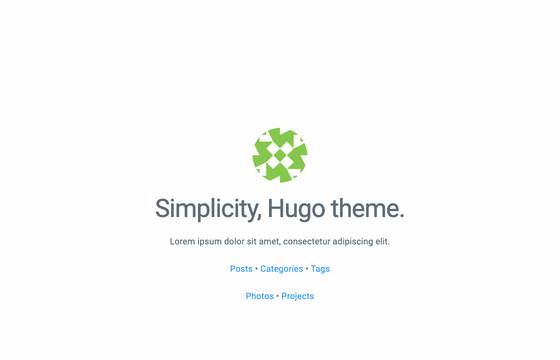 Simplicity, Hugo theme.
Lorem ipsum dolor sit amet, consectetur adipiscing elit.
Posts • Categories • Tags
Photos • Projects